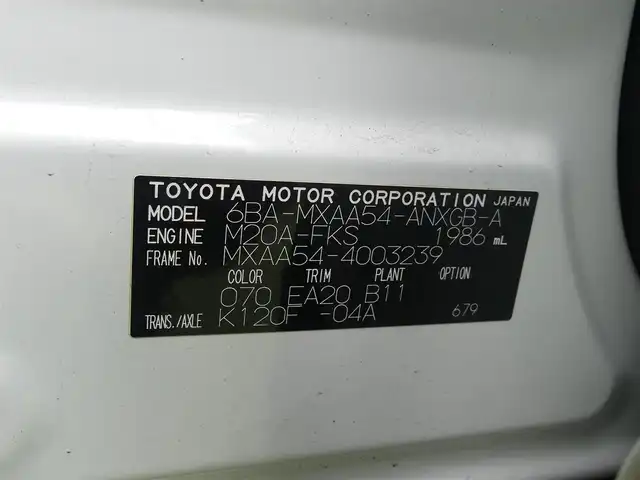 TOYOTA MOTOR CORPORATION JAPAN
MODEL 6BA-MXAA54-ANXGB-A
ENGINE M20A-FKS 1986 mL
FRAME NO. MXAA54-4003239
COLOR TRIM PLANT OPTION
070 EA20 B11
TRANS./AXLE K120F -04A 679